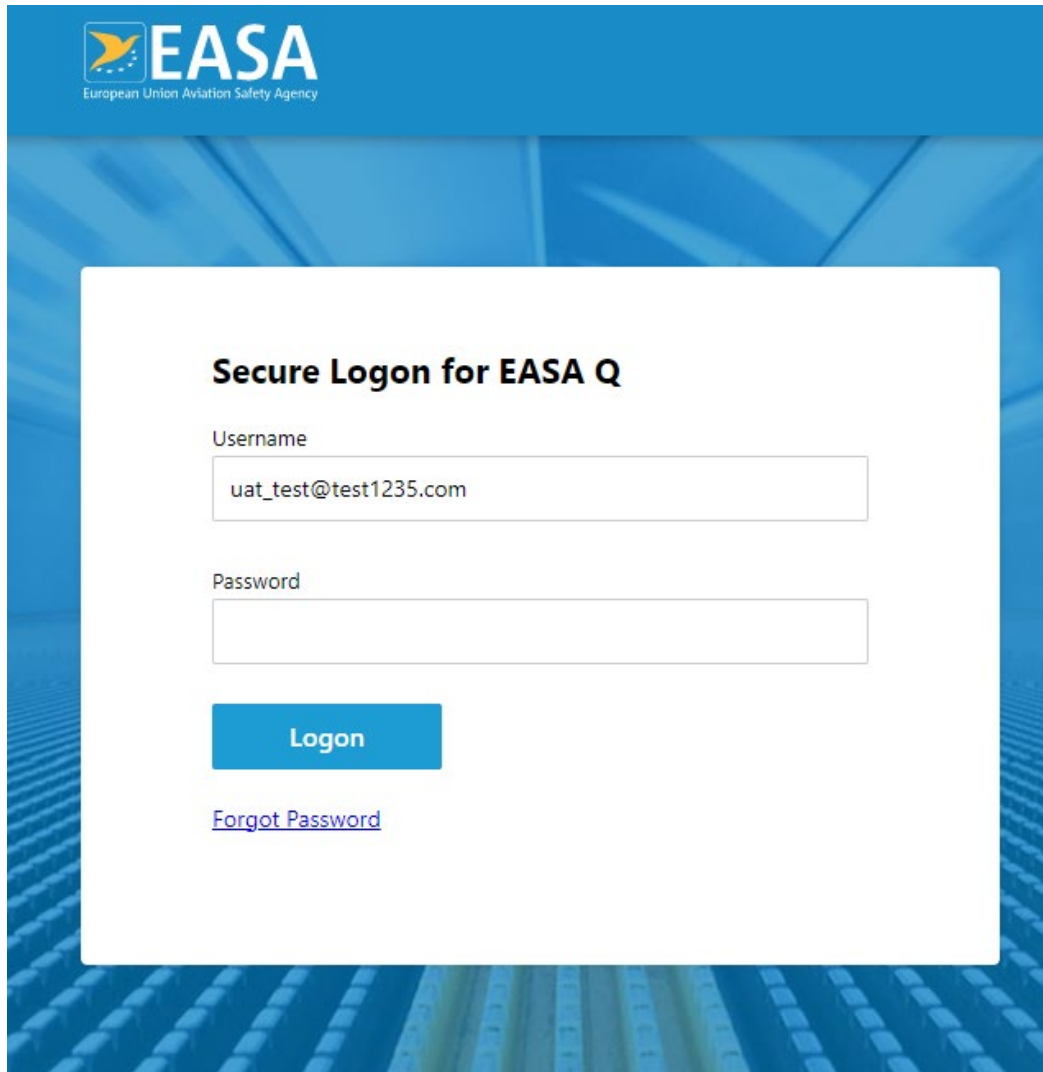 EASA
European Union Aviation Safety Agency
Secure Logon for EASA Q
Username
uat_test@test1235.com
Password
Logon
Forgot Password